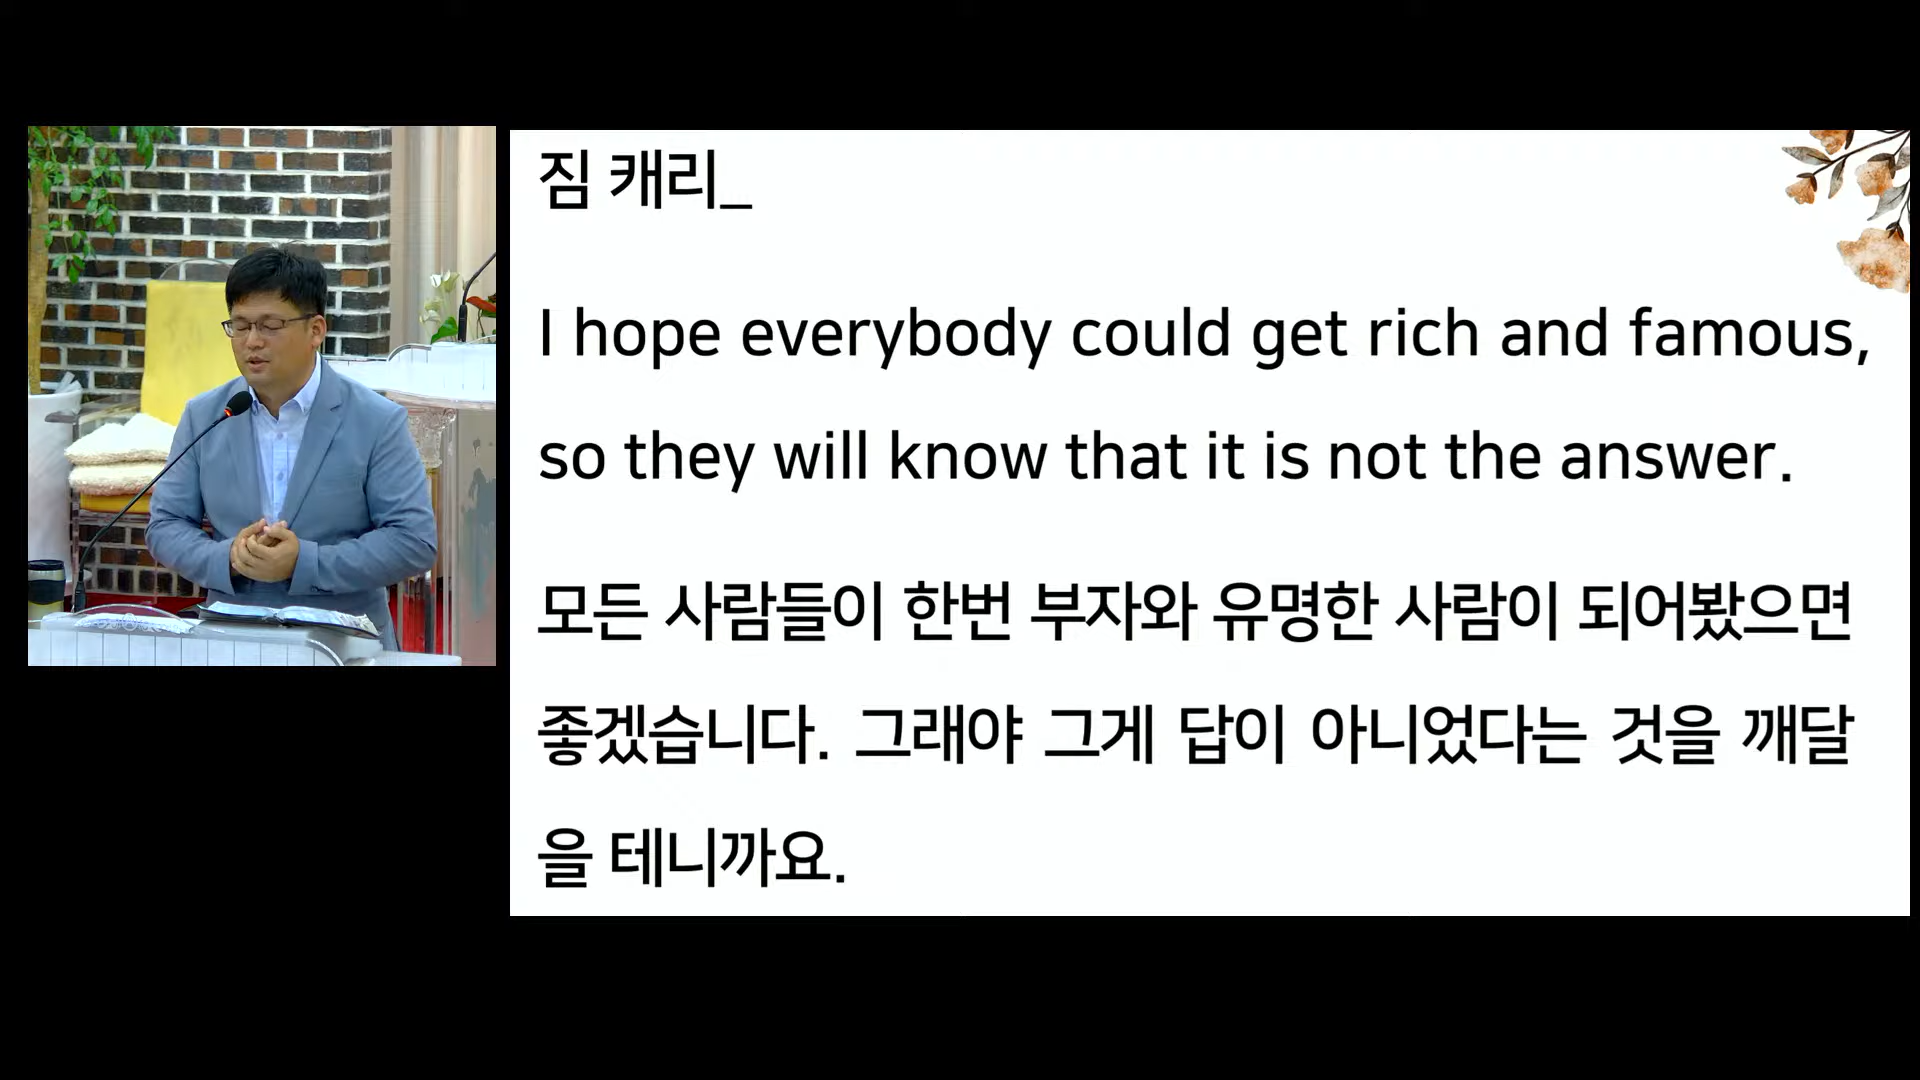 짐 캐리_
I hope everybody could get rich and famous,
so they will know that it is not the answer.
모든 사람들이 한번 부자와 유명한 사람이 되어봤으면
좋겠습니다. 그래야 그게 답이 아니었다는 것을 깨달
을 테니까요.